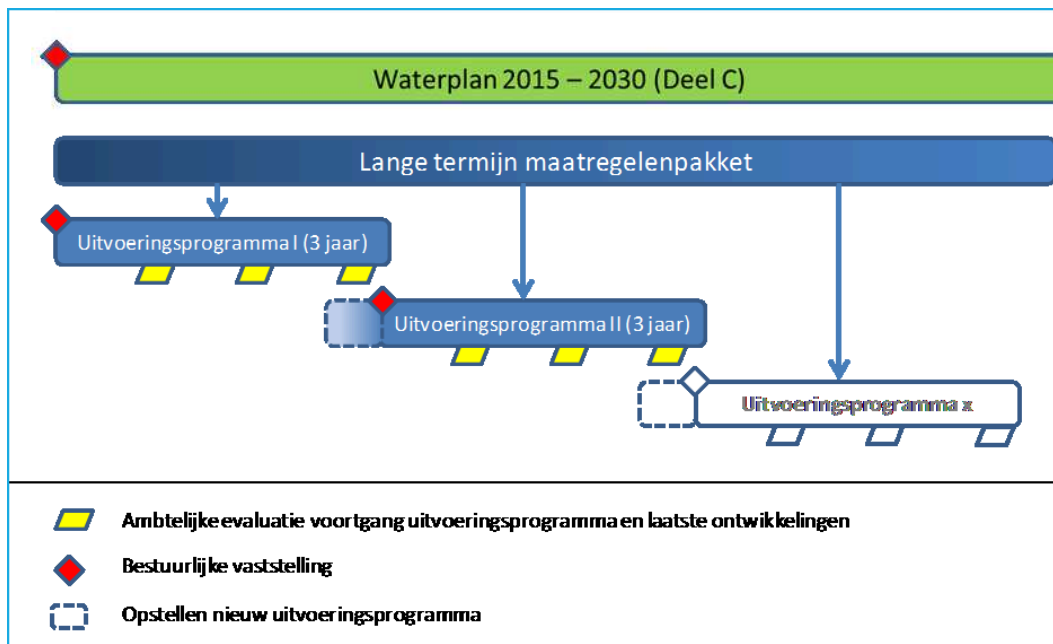 Waterplan 2015 – 2030 (Deel C)
Lange termijn maatregelenpakket
Uitvoeringsprogramma I (3 jaar)
Uitvoeringsprogramma II (3 jaar)
Uitvoeringsprogramma x
Ambtelijke evaluatie voortgang uitvoeringsprogramma en laatste ontwikkelingen
Bestuurlijke vaststelling
Opstellen nieuw uitvoeringsprogramma